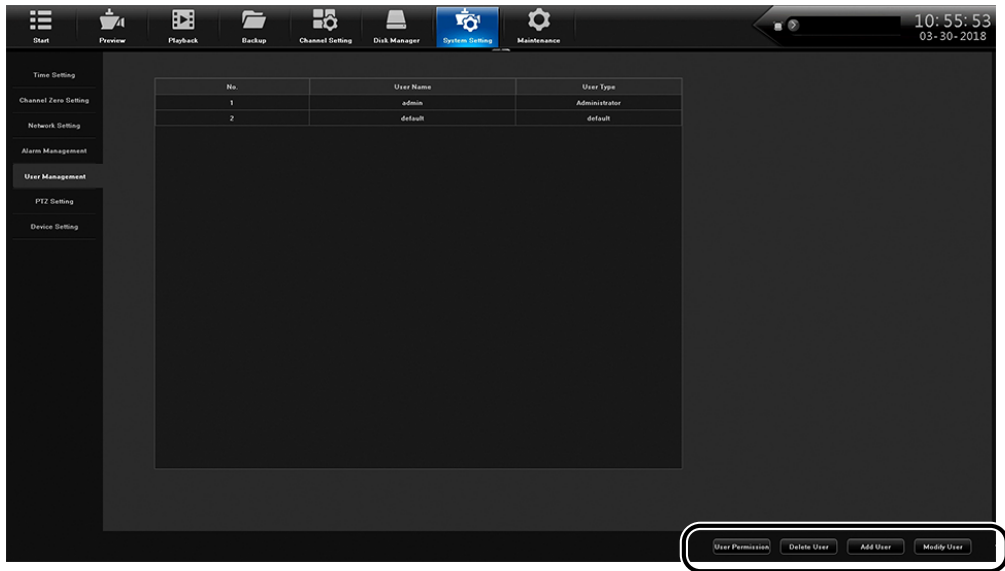 Start Preview Playback Backup Channel Setting Disk Manager System Setting Maintenance
10:55:53
03-30-2018
Time Setting
Channel Zero Setting
Network Setting
Alarm Management
User Management
PTZ Setting
Device Setting
No. User Name User Type
1 admin Administrator
2 default default
User Permission Delete User Add User Modify User